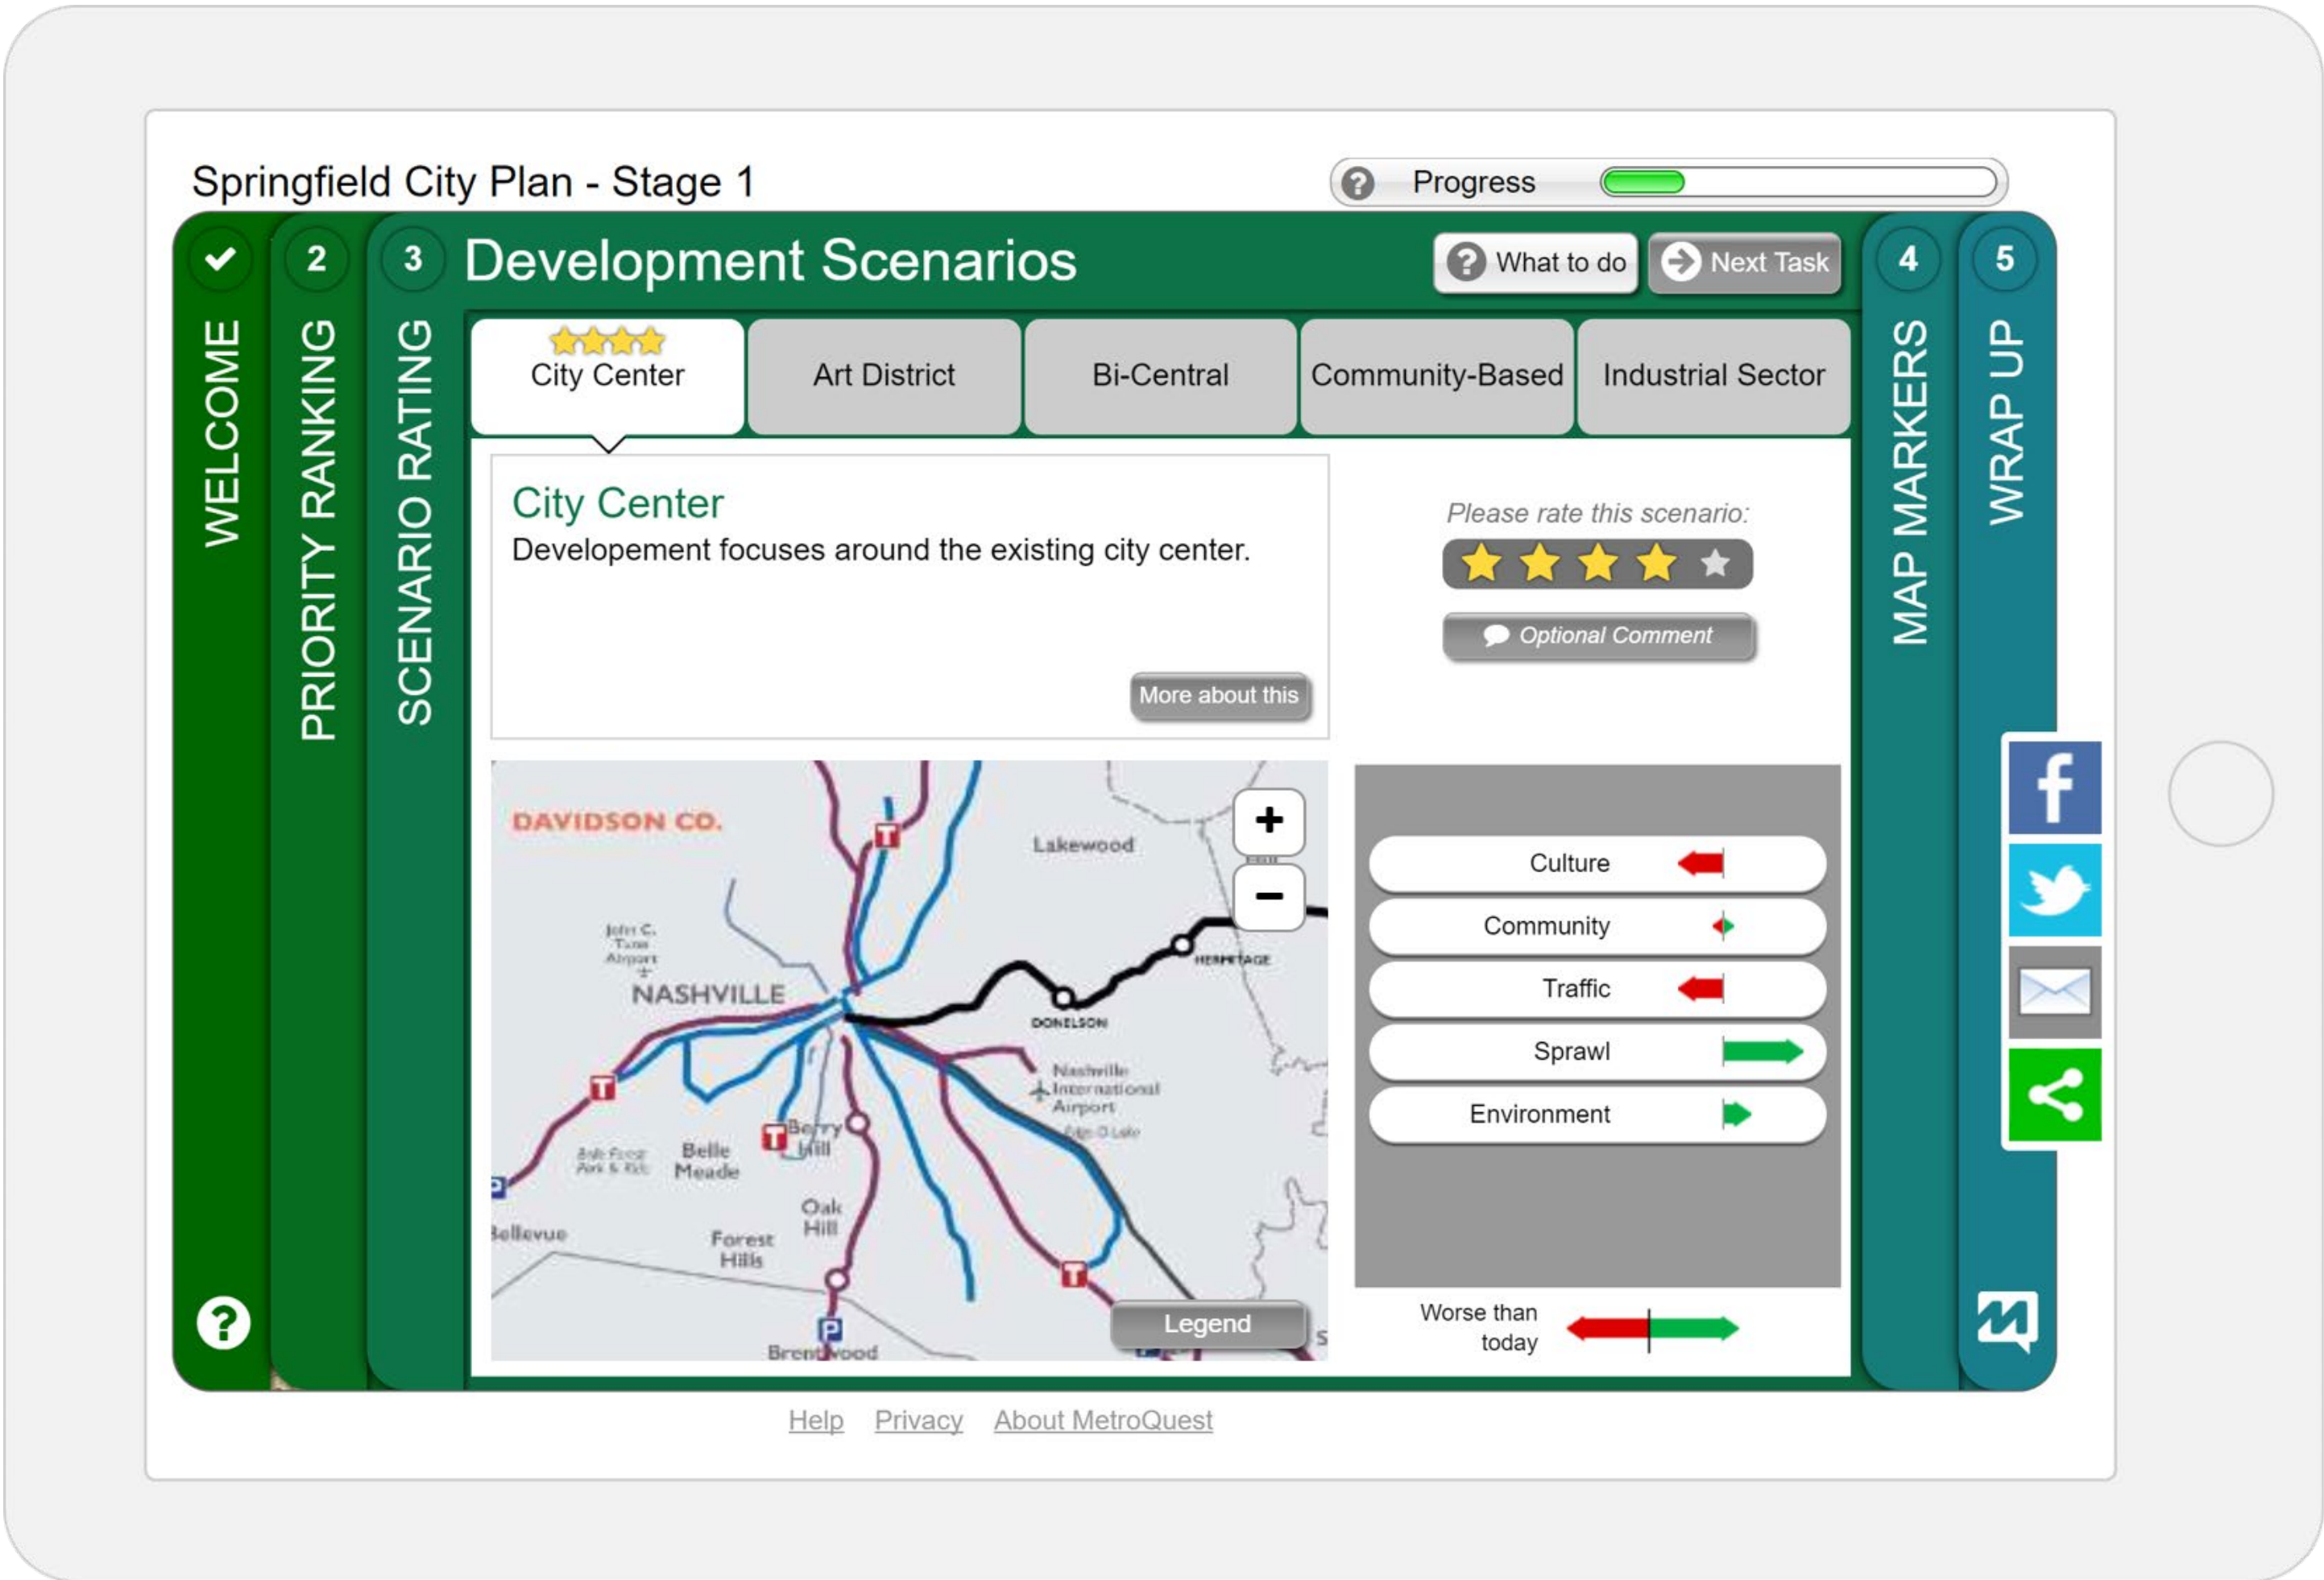 Springfield City Plan - Stage 1
? Progress
2
3
Development Scenarios
? What to do
Next Task
4
5
WELCOME
PRIORITY RANKING
SCENARIO RATING
City Center
Art District
Bi-Central
Community-Based
Industrial Sector
MAP MARKERS
WRAP UP
City Center
Developement focuses around the existing city center.
More about this
Please rate this scenario:
Optional Comment
DAVIDSON CO.
T
Lakewood
+
−
John C.
Tune
Airport
NASHVILLE
HERMITAGE
DONELSON
Nashville
International
Airport
T
T
Berry
Hill
Belle
Meade
P
Oak
Hill
Bellevue
Forest
Hills
T
P
Brentwood
Legend
Culture
Community
Traffic
Sprawl
Environment
Worse than
today
f
?
Help Privacy About MetroQuest